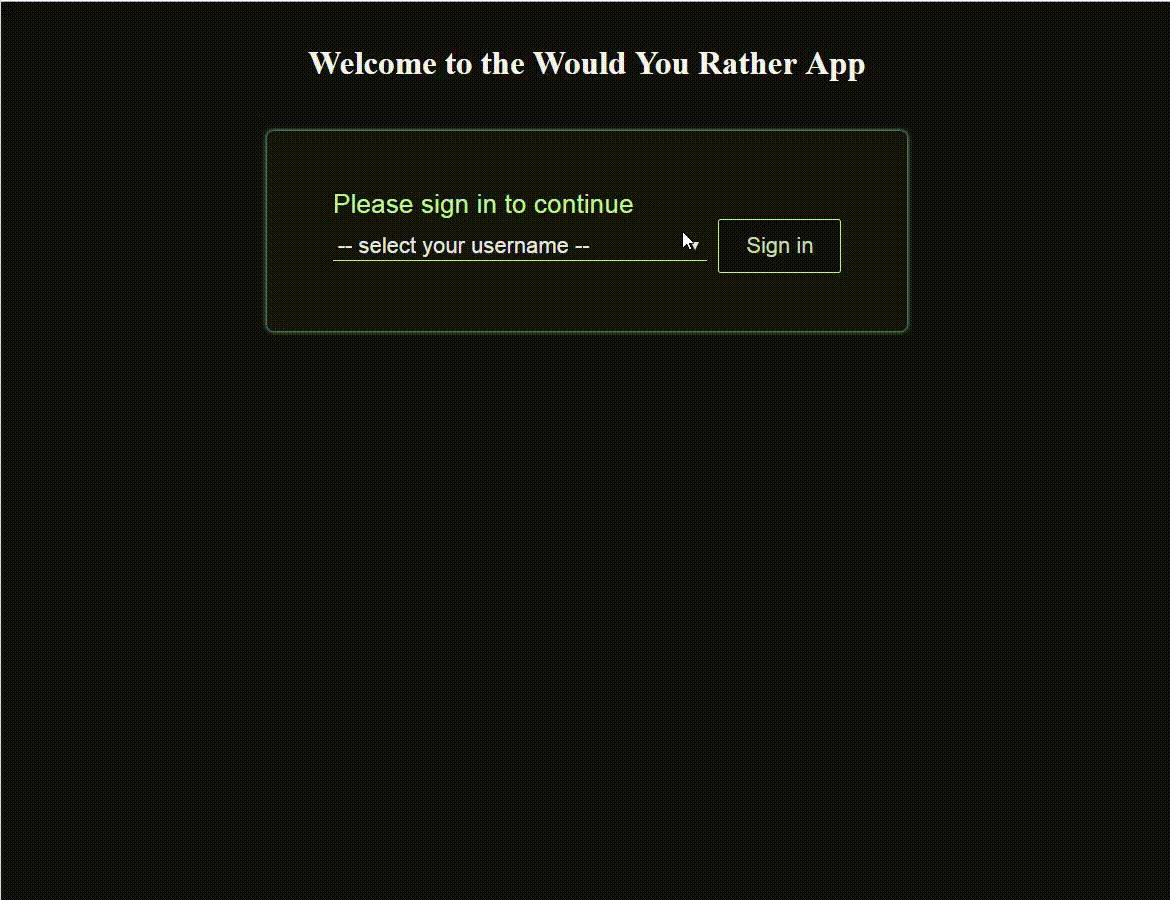 Welcome to the Would You Rather App
Please sign in to continue
-- select your username --
Sign in